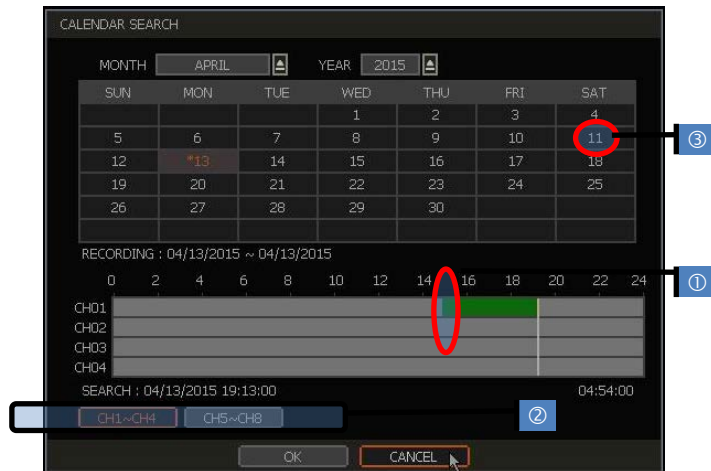 CALENDAR SEARCH
MONTH APRIL YEAR 2015
SUN MON TUE WED THU FRI SAT
1 2 3 4
5 6 7 8 9 10 11 ③
12 *13 14 15 16 17 18
19 20 21 22 23 24 25
26 27 28 29 30
RECORDING : 04/13/2015 ~ 04/13/2015
0 2 4 6 8 10 12 14 16 18 20 22 24 ①
CH01
CH02
CH03
CH04
SEARCH : 04/13/2015 19:13:00 04:54:00
CH1~CH4 CH5~CH8 ②
OK CANCEL